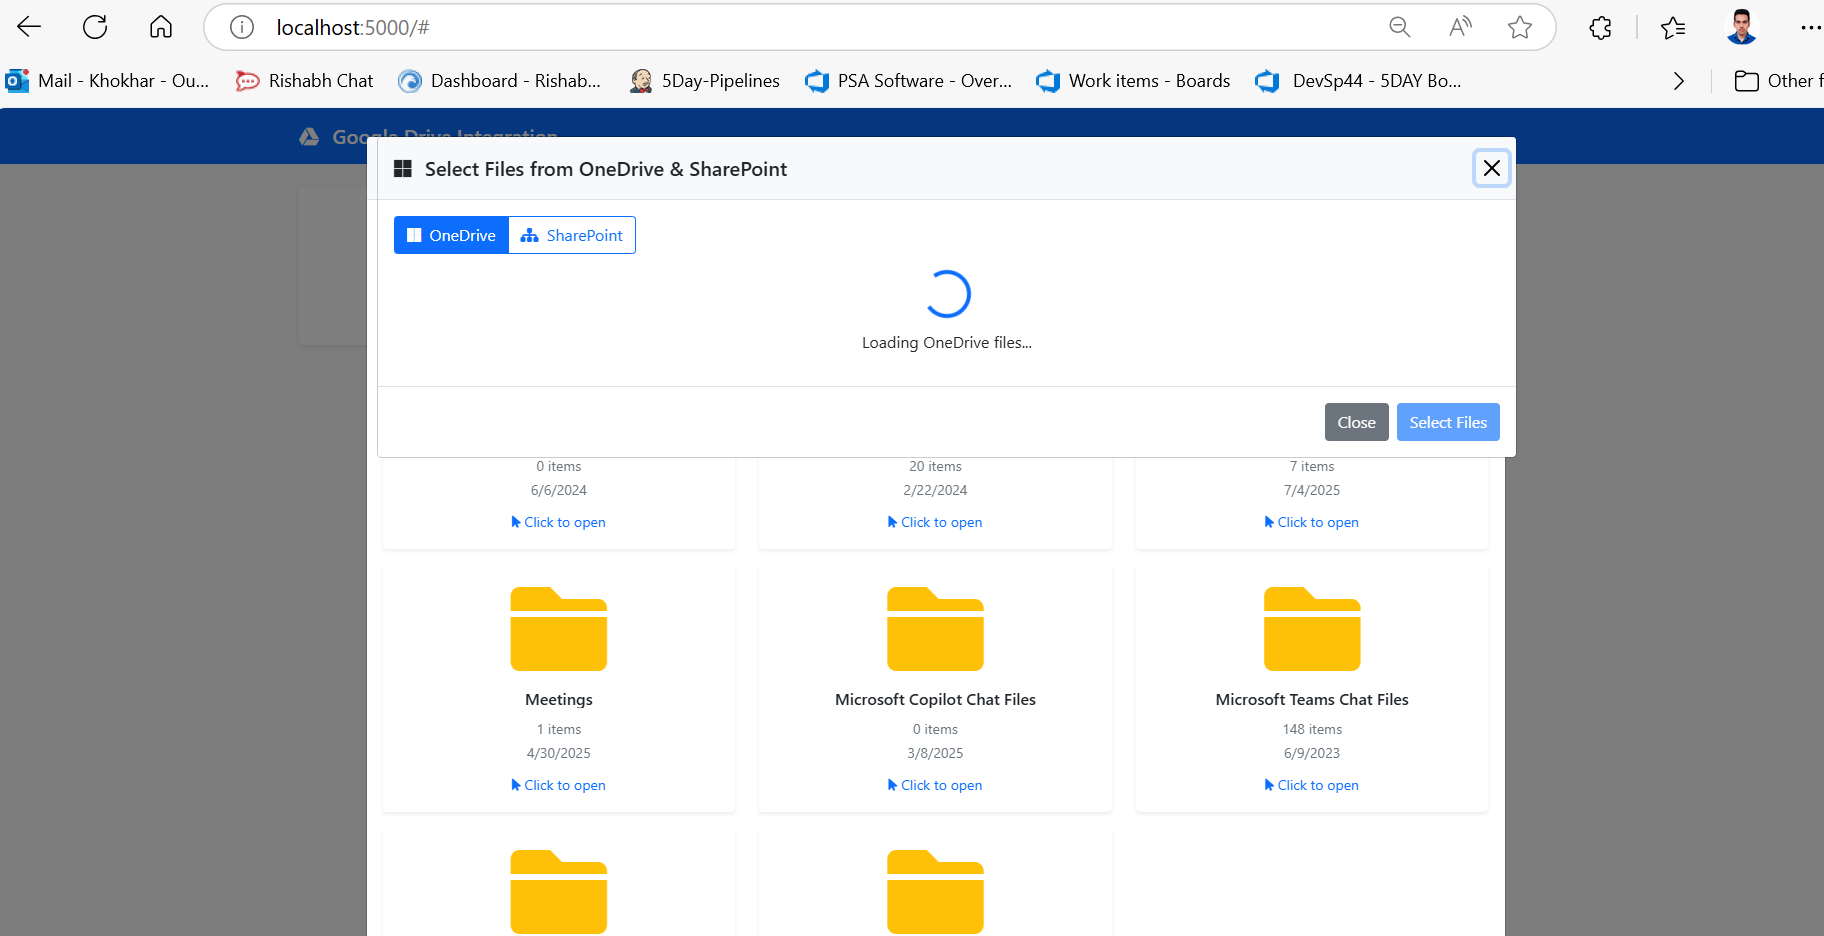 localhost:5000/#
Mail - Khokhar - Ou...
Rishabh Chat
Dashboard - Rishab...
5Day-Pipelines
PSA Software - Over...
Work items - Boards
DevSp44 - 5DAY Bo...
Other f
Google Drive Integration
Select Files from OneDrive & SharePoint
OneDrive
SharePoint
Loading OneDrive files...
Close
Select Files
0 items
20 items
7 items
6/6/2024
2/22/2024
7/4/2025
Click to open
Click to open
Click to open
Meetings
Microsoft Copilot Chat Files
Microsoft Teams Chat Files
1 items
0 items
148 items
4/30/2025
3/8/2025
6/9/2023
Click to open
Click to open
Click to open